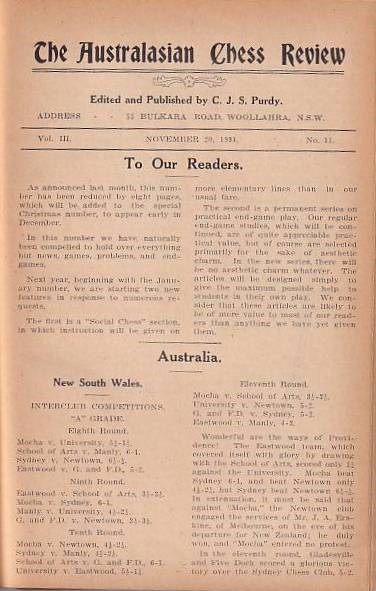 The Australasian Chess Review
Edited and Published by C. J. S. Purdy.
ADDRESS - - 55 BULKARA ROAD, WOOLLAHRA, N.S.W.
Vol. III. NOVEMBER 20, 1931. No. 11.
To Our Readers.
As announced last month, this num-
ber has been reduced by eight pages,
which will be added to the special
Christmas number, to appear early in
December.
In this number we have naturally
been compelled to hold over everything
but news, games, problems, and end-
games.
Next year, beginning with the Janu-
ary number, we are starting two new
features in response to numerous re-
quests.
The first is a "Social Chess" section,
in which instruction will be given on
more elementary lines than in our
usual fare.
The second is a permanent series on
practical end-game play. Our regular
end-game studies, which will be con-
tinued, are of quite appreciable prac-
tical value, but of course are selected
primarily for the sake of aesthetic
charm. In the new series, there will
be no aesthetic charm whatever. The
articles will be designed simply to
give the maximum possible help to
students in their own play. We con-
sider that these articles are likely to
be of more value to most of our read-
ers than anything we have yet given
them.
Australia.
New South Wales.
INTERCLUB COMPETITIONS.
"A" GRADE.
Eighth Round.
Mocha v. University, 5½-1½.
School of Arts v. Manly, 6-1.
Sydney v. Newtown, 6½-½.
Eastwood v. G. and F.D., 5-2.
Ninth Round.
Eastwood v. School of Arts, 3½-3½.
Mocha v. Sydney, 6-1.
Manly v. University, 4½-2½.
G. and F.D. v. Newtown, 3½-3½.
Tenth Round.
Mocha v. Newtown, 4½-2½.
Sydney v. Manly, 4½-2½.
School of Arts v. G. and F.D., 6-1.
University v. Eastwood, 5½-1½.
Eleventh Round.
Mocha v. School of Arts, 3½-3½.
University v. Newtown, 5-2.
G. and F.D. v. Sydney, 5-2.
Eastwood v. Manly, 4-3.
Wonderful are the ways of Provi-
dence! The Eastwood team, which
covered itself with glory by drawing
with the School of Arts, scored only 1½
against the University. Mocha beat
Sydney 6-1, and beat Newtown only
4½-2½, but Sydney beat Newtown 6½-½.
In extenuation, it must be said that
against "Mocha," the Newtown club
engaged the services of Mr. J. A. Ers-
kine, of Melbourne, on the eve of his
departure for New Zealand; he duly
won, and "Mocha" entered no protest.
In the eleventh round, Gladesville
and Five Dock scored a glorious vic-
tory over the Sydney Chess Club, 5-2.